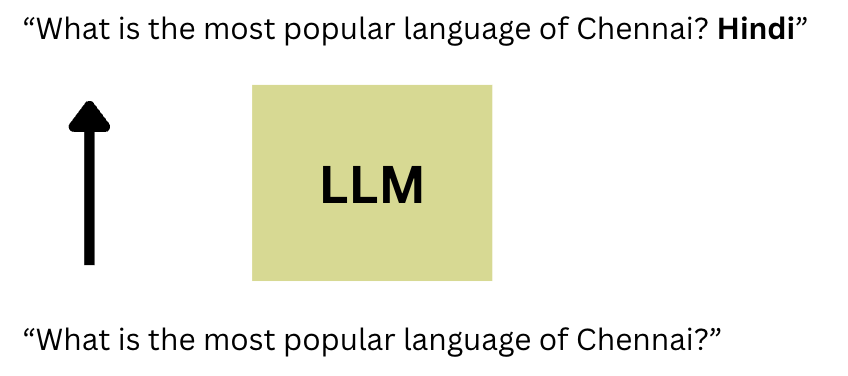 “What is the most popular language of Chennai? Hindi”
LLM
“What is the most popular language of Chennai?”